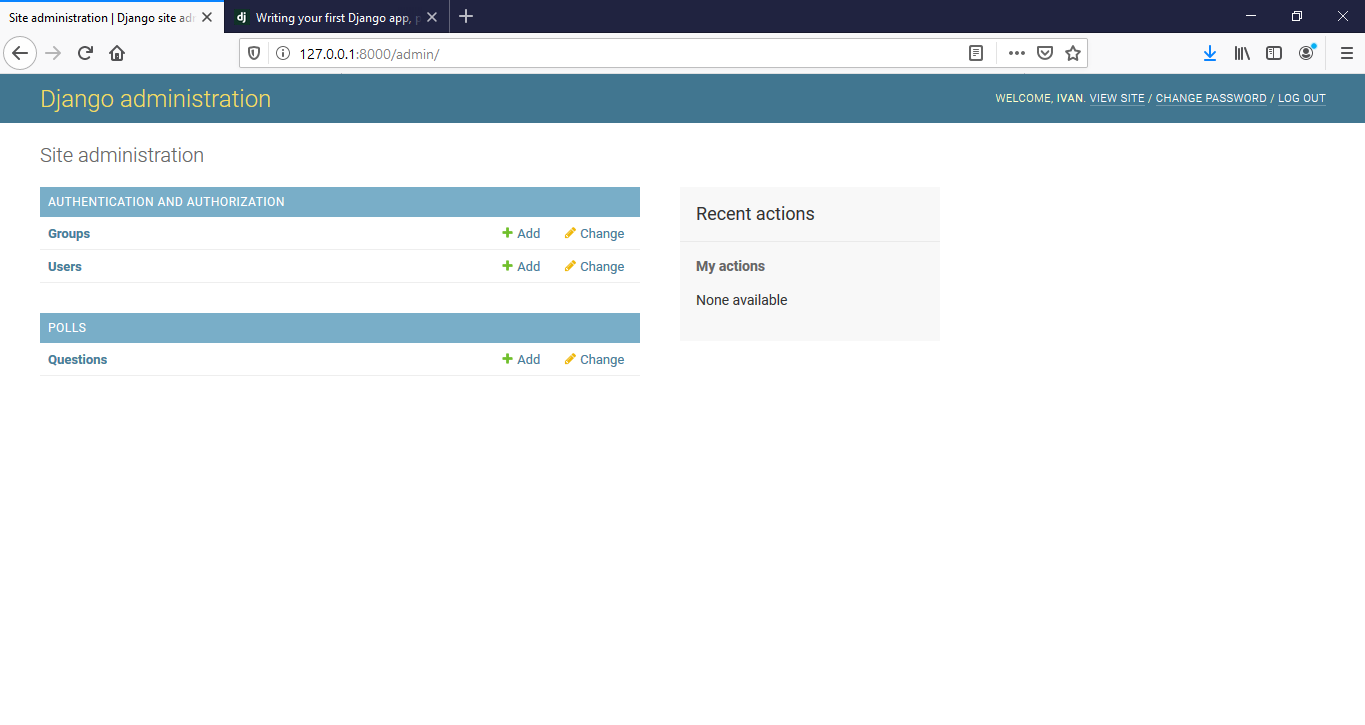 Site administration | Django site ad
Writing your first Django app, p
127.0.0.1:8000/admin/
Django administration
WELCOME, IVAN. VIEW SITE / CHANGE PASSWORD / LOG OUT
Site administration
AUTHENTICATION AND AUTHORIZATION
Groups Add Change
Users Add Change
POLLS
Questions Add Change
Recent actions
My actions
None available